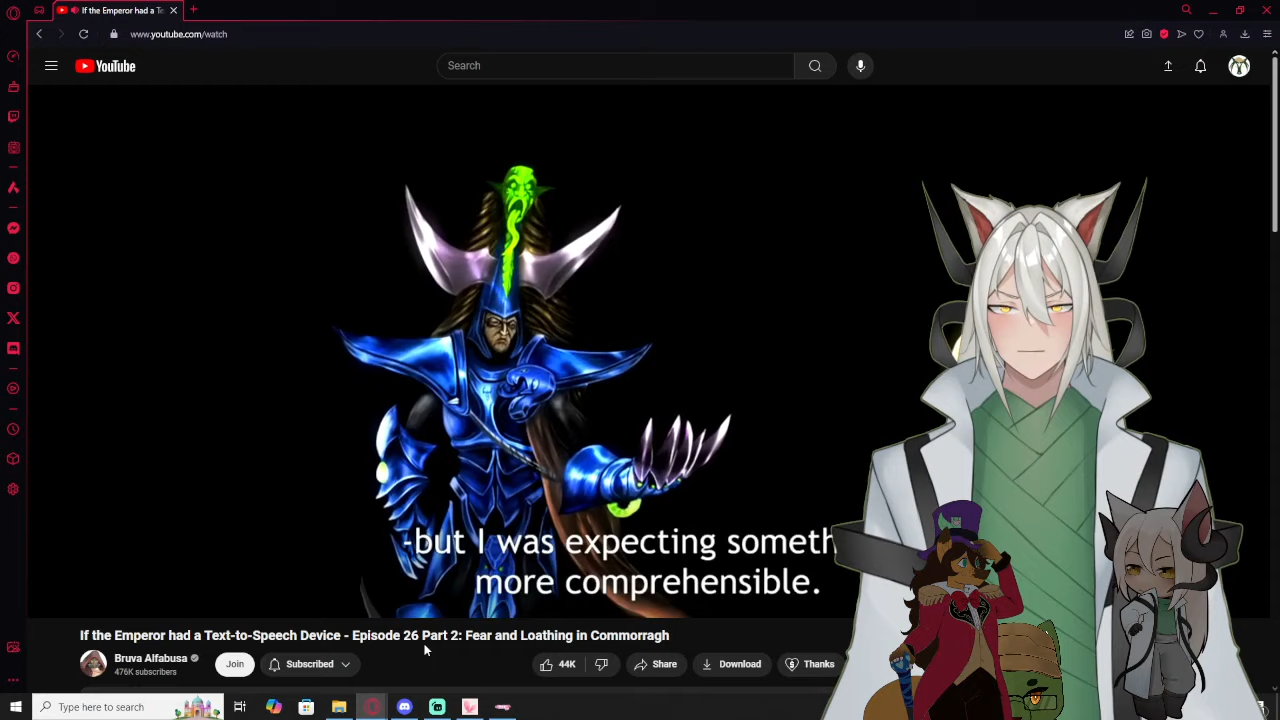 If the Emperor had a Te
www.youtube.com/watch
YouTube
Search
-but I was expecting someth
more comprehensible.
If the Emperor had a Text-to-Speech Device - Episode 26 Part 2: Fear and Loathing in Commorragh
Bruva Alfabusa
476K subscribers
Join
Subscribed
44K
Share
Download
Thanks
Type here to search